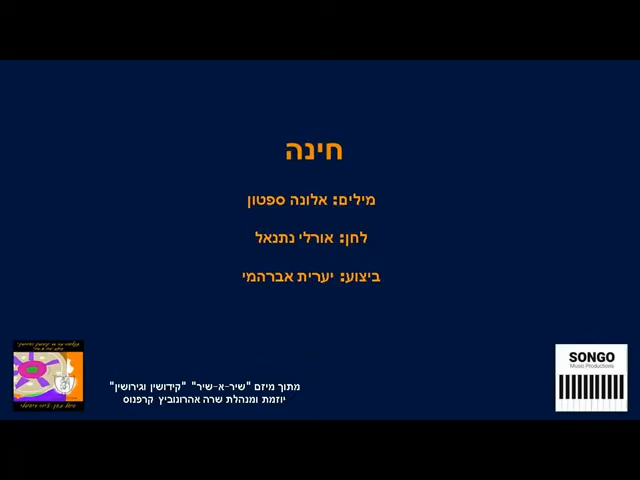 חינה
מילים: אלונה ספטון
לחן: אורלי נתנאל
ביצוע: יערית אברהמי
מתוך מיזם "שיר-א-שיר" "קידושין וגירושין"
יוזמת ומנהלת שרה אהרונוביץ קרפנוס
SONGO
Music Productions